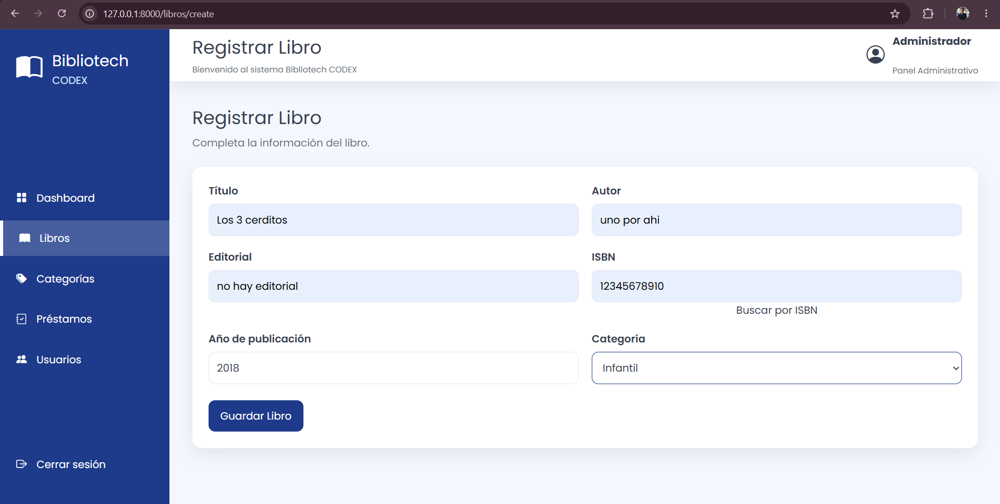 127.0.0.1:8000/libros/create
Bibliotech
CODEX
Dashboard
Libros
Categorías
Préstamos
Usuarios
Cerrar sesión
Registrar Libro
Bienvenido al sistema Bibliotech CODEX
Administrador
Panel Administrativo
Registrar Libro
Completa la información del libro.
Título
Los 3 cerditos
Autor
uno por ahi
Editorial
no hay editorial
ISBN
12345678910
Buscar por ISBN
Año de publicación
2018
Categoría
Infantil
Guardar Libro